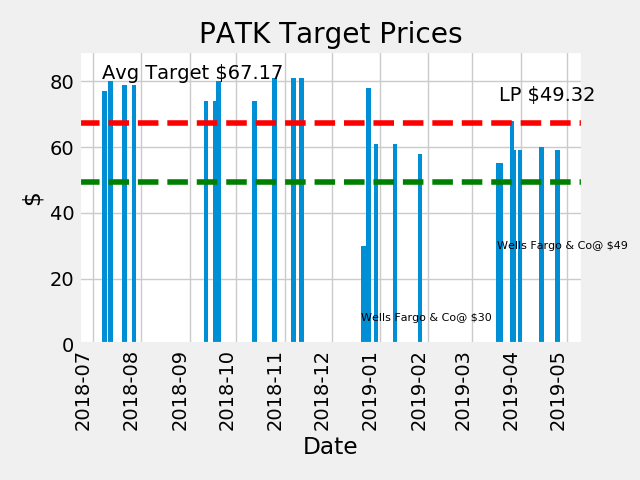 PATK Target Prices
Avg Target $67.17
LP $49.32
80
60
40
20
0
$
Wells Fargo & Co@ $49
Wells Fargo & Co@ $30
2018-07
2018-08
2018-09
2018-10
2018-11
2018-12
2019-01
2019-02
2019-03
2019-04
2019-05
Date